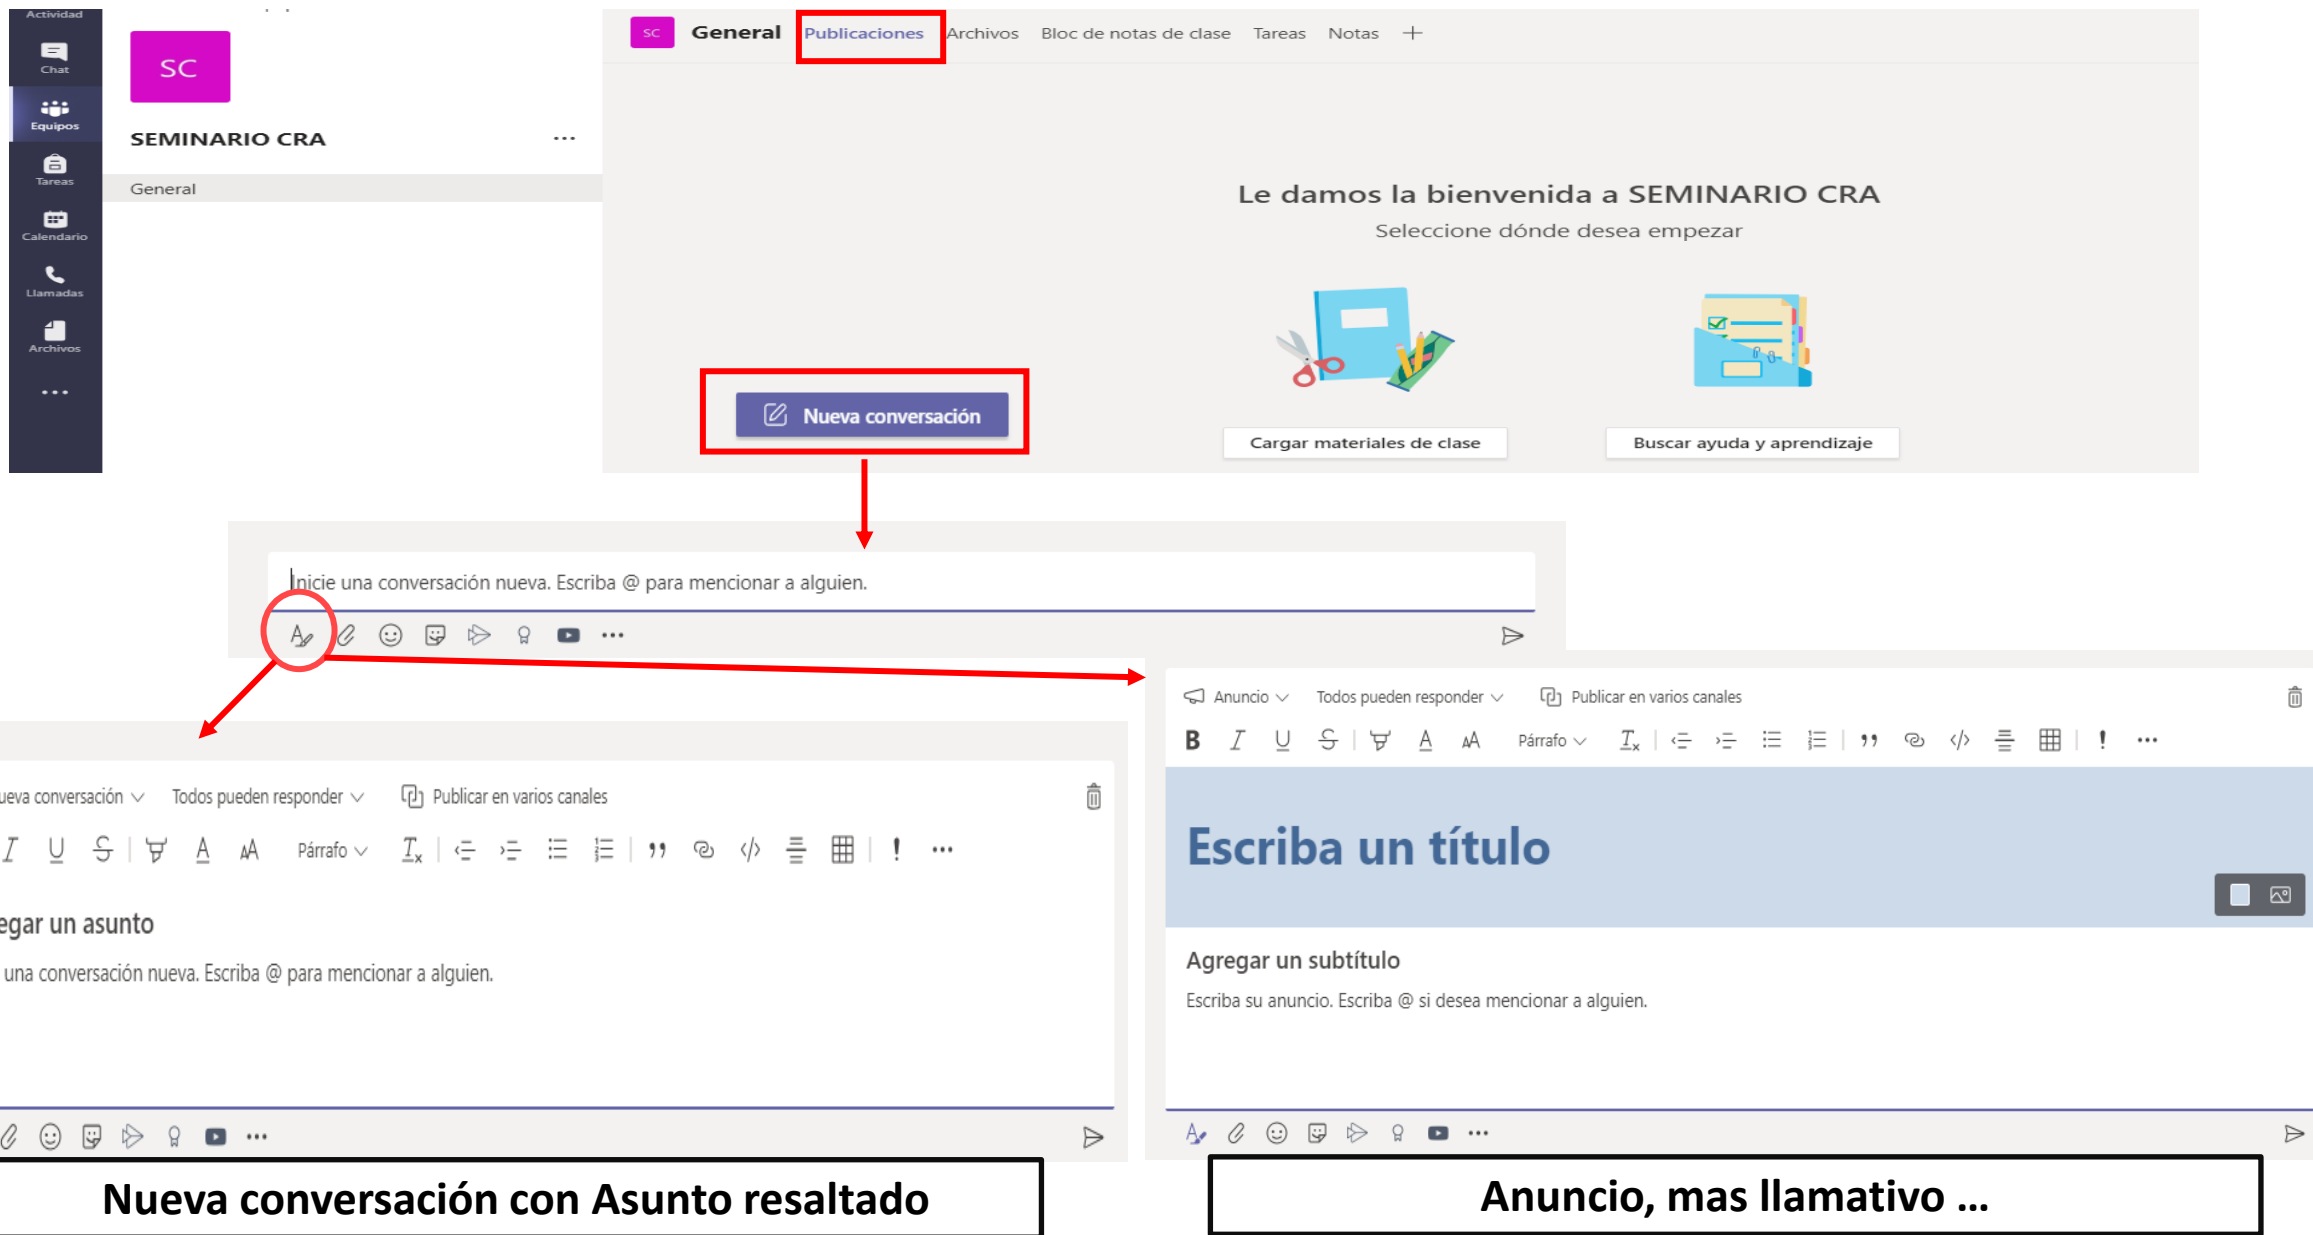 Actividad
Chat
Equipos
Tareas
Calendario
Llamadas
Archivos
SC
SEMINARIO CRA
General
SC General Publicaciones Archivos Bloc de notas de clase Tareas Notas
Le damos la bienvenida a SEMINARIO CRA
Seleccione dónde desea empezar
Nueva conversación
Cargar materiales de clase
Buscar ayuda y aprendizaje
Inicie una conversación nueva. Escriba @ para mencionar a alguien.
ueva conversación Todos pueden responder Publicar en varios canales
Párrafo
egar un asunto
una conversación nueva. Escriba @ para mencionar a alguien.
Nueva conversación con Asunto resaltado
Anuncio Todos pueden responder Publicar en varios canales
Párrafo
Escriba un título
Agregar un subtítulo
Escriba su anuncio. Escriba @ si desea mencionar a alguien.
Anuncio, mas llamativo ...